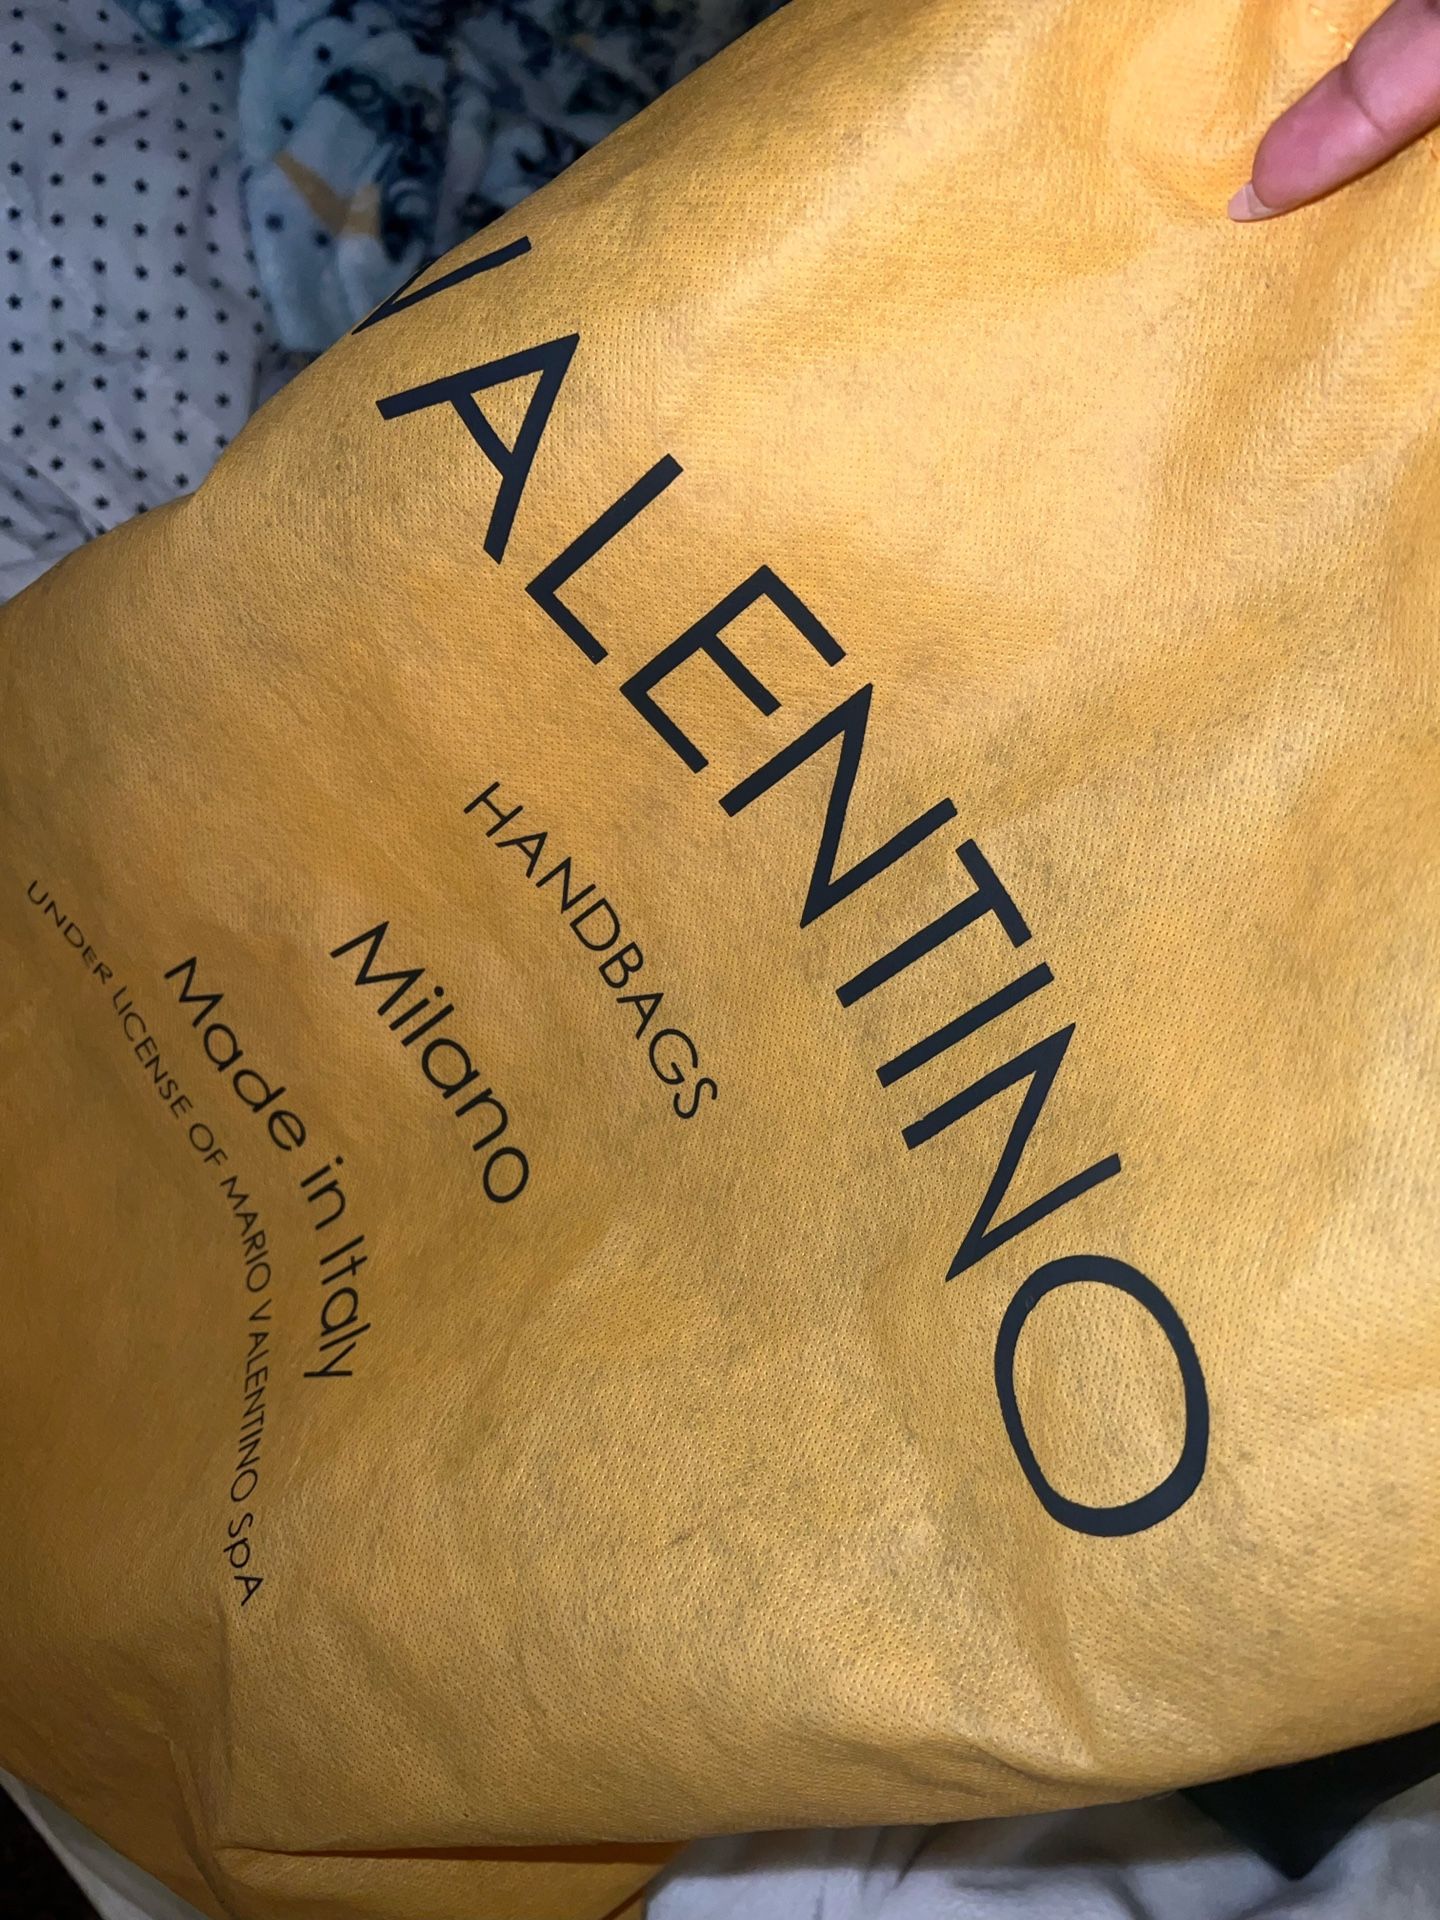 VALENTINO
HANDBAGS
Milano
Made in Italy
UNDER LICENSE OF MARIO VALENTINO SpA